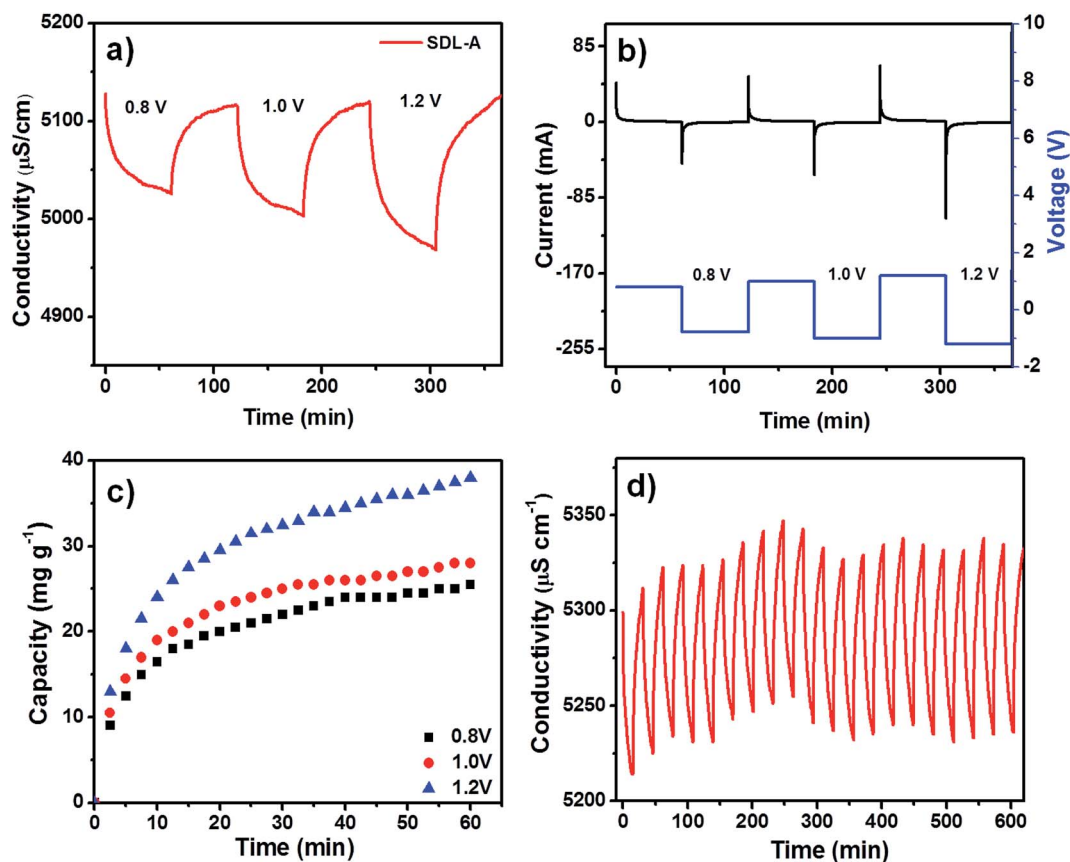 a)
SDL-A
0.8 V
1.0 V
1.2 V
5200
5100
5000
4900
Conductivity (μS/cm)
0
100
200
300
Time (min)
b)
85
0
-85
-170
-255
Current (mA)
10
8
6
4
2
0
-2
Voltage (V)
0.8 V
1.0 V
1.2 V
0
100
200
300
Time (min)
c)
40
30
20
10
0
Capacity (mg g⁻¹)
0.8V
1.0V
1.2V
0
10
20
30
40
50
60
Time (min)
d)
5350
5300
5250
5200
Conductivity (μS cm⁻¹)
0
100
200
300
400
500
600
Time (min)